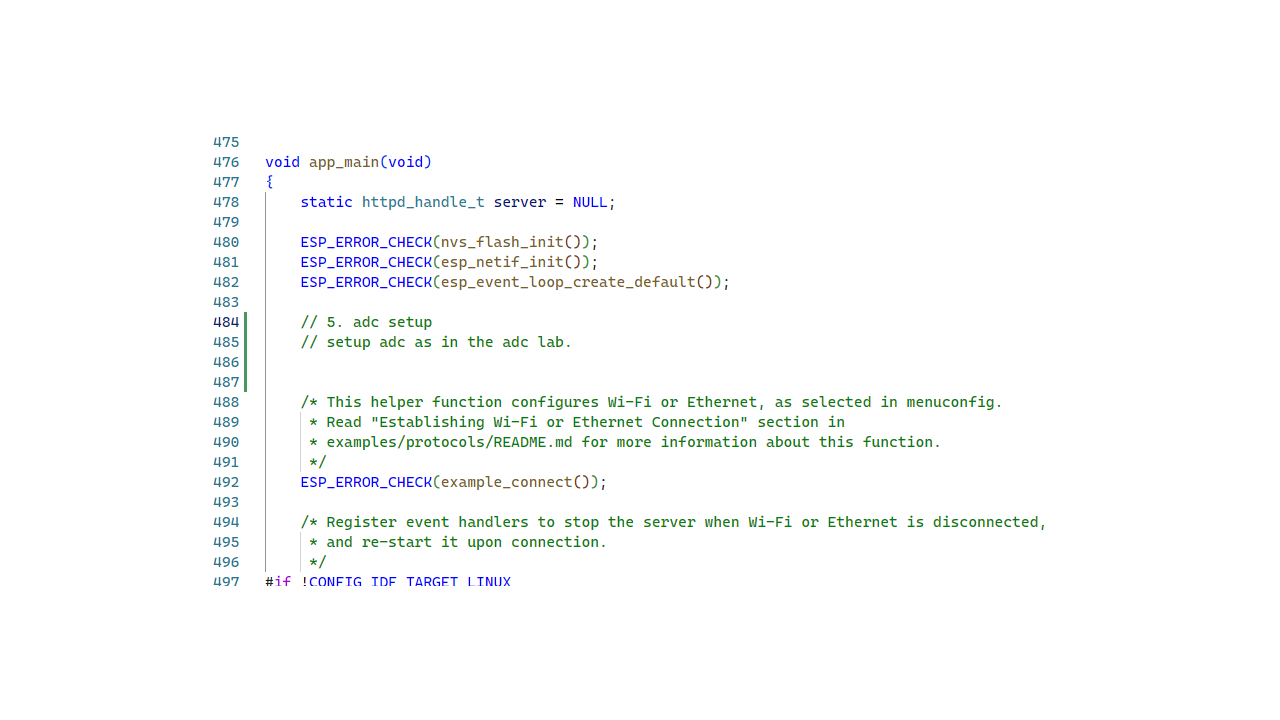 475
476 void app_main(void)
477 {
478     static httpd_handle_t server = NULL;
479
480     ESP_ERROR_CHECK(nvs_flash_init());
481     ESP_ERROR_CHECK(esp_netif_init());
482     ESP_ERROR_CHECK(esp_event_loop_create_default());
483
484     // 5. adc setup
485     // setup adc as in the adc lab.
486
487
488     /* This helper function configures Wi-Fi or Ethernet, as selected in menuconfig.
489      * Read "Establishing Wi-Fi or Ethernet Connection" section in
490      * examples/protocols/README.md for more information about this function.
491      */
492     ESP_ERROR_CHECK(example_connect());
493
494     /* Register event handlers to stop the server when Wi-Fi or Ethernet is disconnected,
495      * and re-start it upon connection.
496      */
497 #if !CONFIG_IDF_TARGET_LINUX